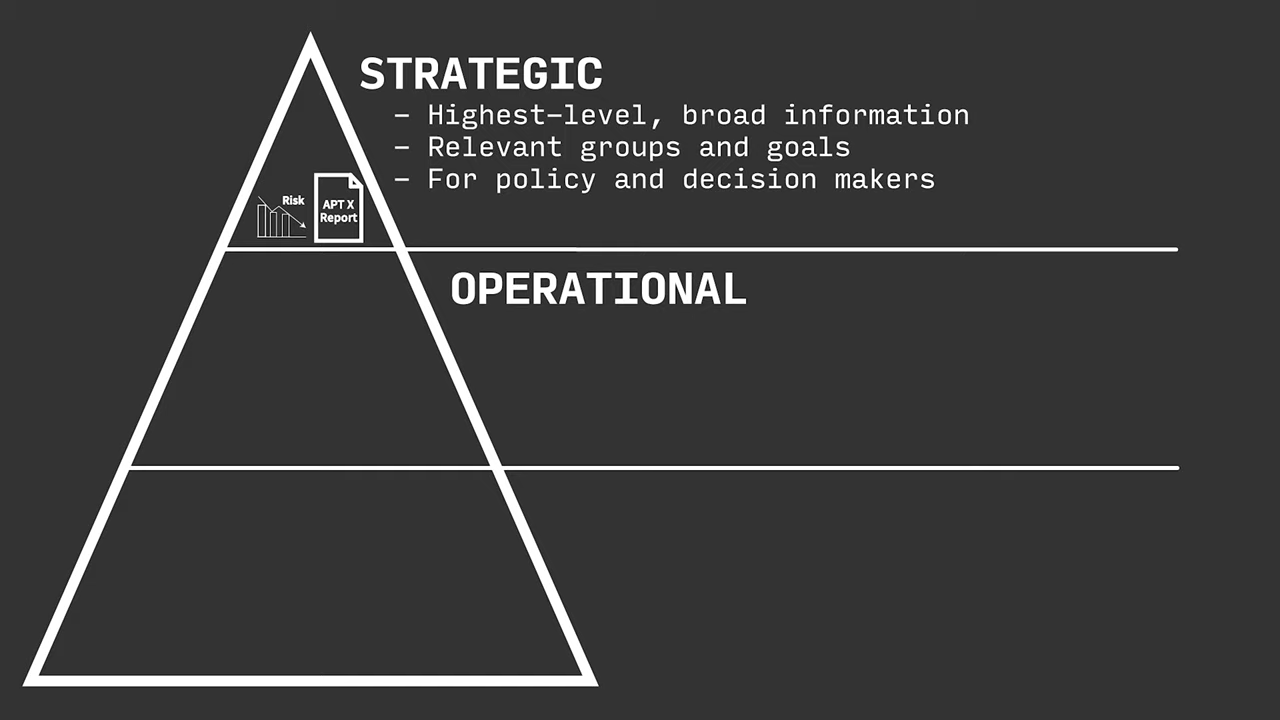 STRATEGIC
– Highest–level, broad information
– Relevant groups and goals
– For policy and decision makers
Risk
APT X
Report
OPERATIONAL